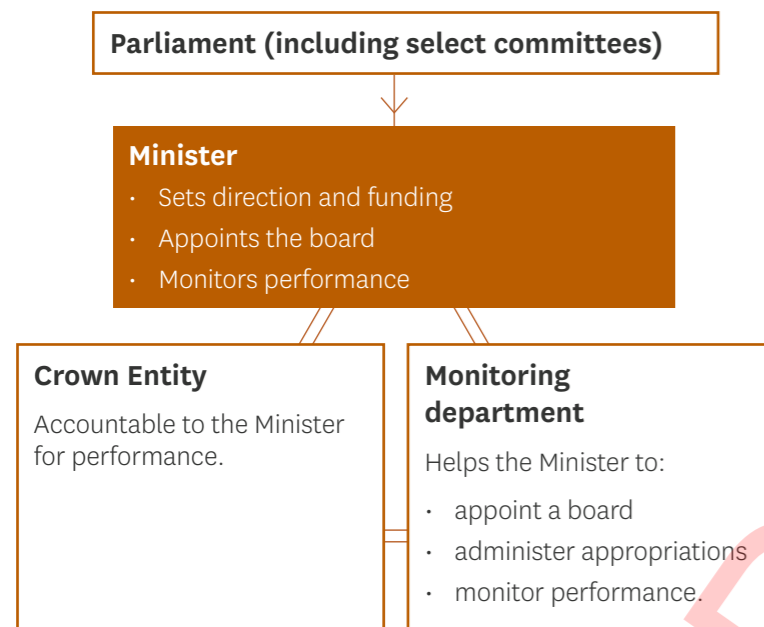 Parliament (including select committees)
Minister
· Sets direction and funding
· Appoints the board
· Monitors performance
Crown Entity
Accountable to the Minister
for performance.
Monitoring
department
Helps the Minister to:
· appoint a board
· administer appropriations
· monitor performance.